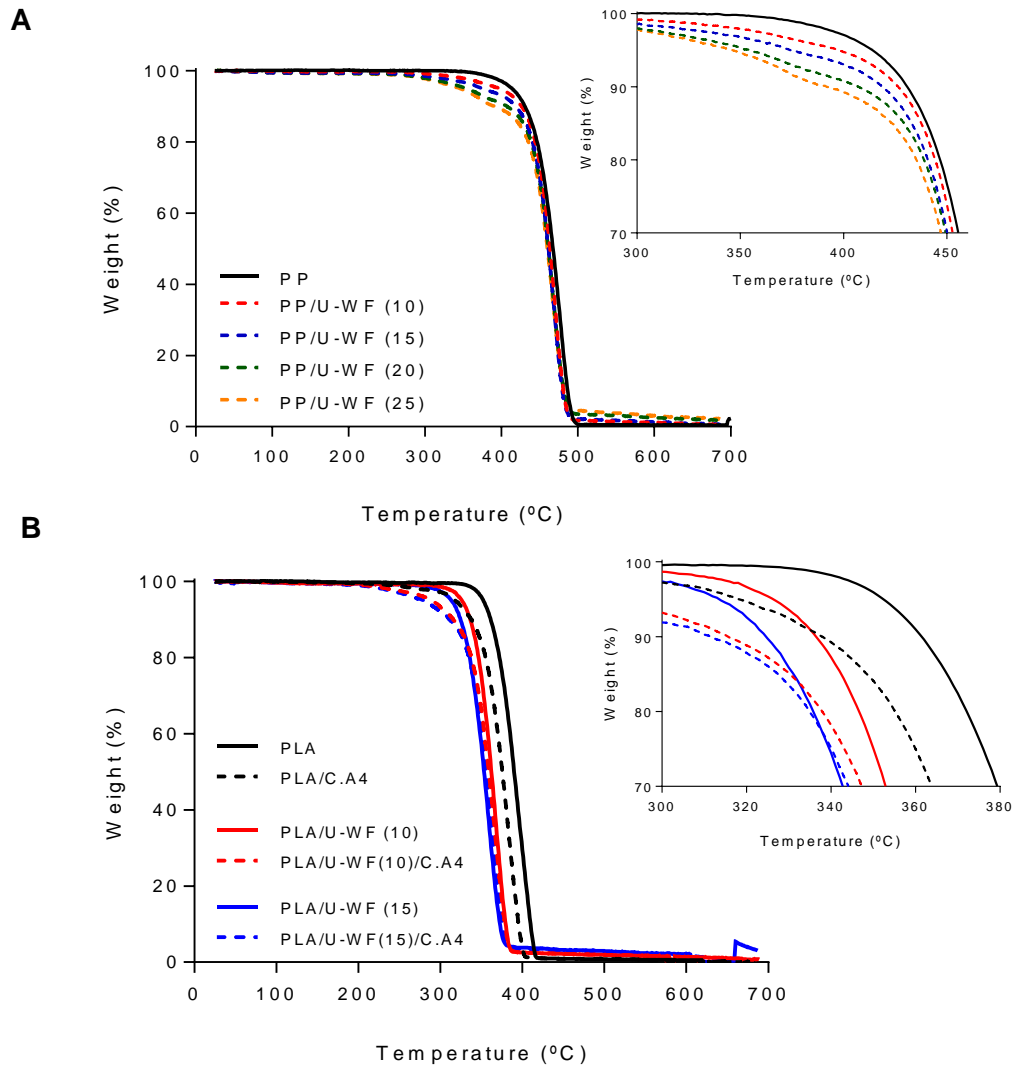 A
100
80
60
40
20
0
Weight (%)
0 100 200 300 400 500 600 700
Temperature (ºC)
PP
PP/U-WF (10)
PP/U-WF (15)
PP/U-WF (20)
PP/U-WF (25)
100
90
80
70
Weight (%)
300 350 400 450
Temperature (ºC)
B
100
80
60
40
20
0
Weight (%)
0 100 200 300 400 500 600 700
Temperature (ºC)
PLA
PLA/C.A4
PLA/U-WF (10)
PLA/U-WF(10)/C.A4
PLA/U-WF (15)
PLA/U-WF(15)/C.A4
100
90
80
70
Weight (%)
300 320 340 360 380
Temperature (ºC)